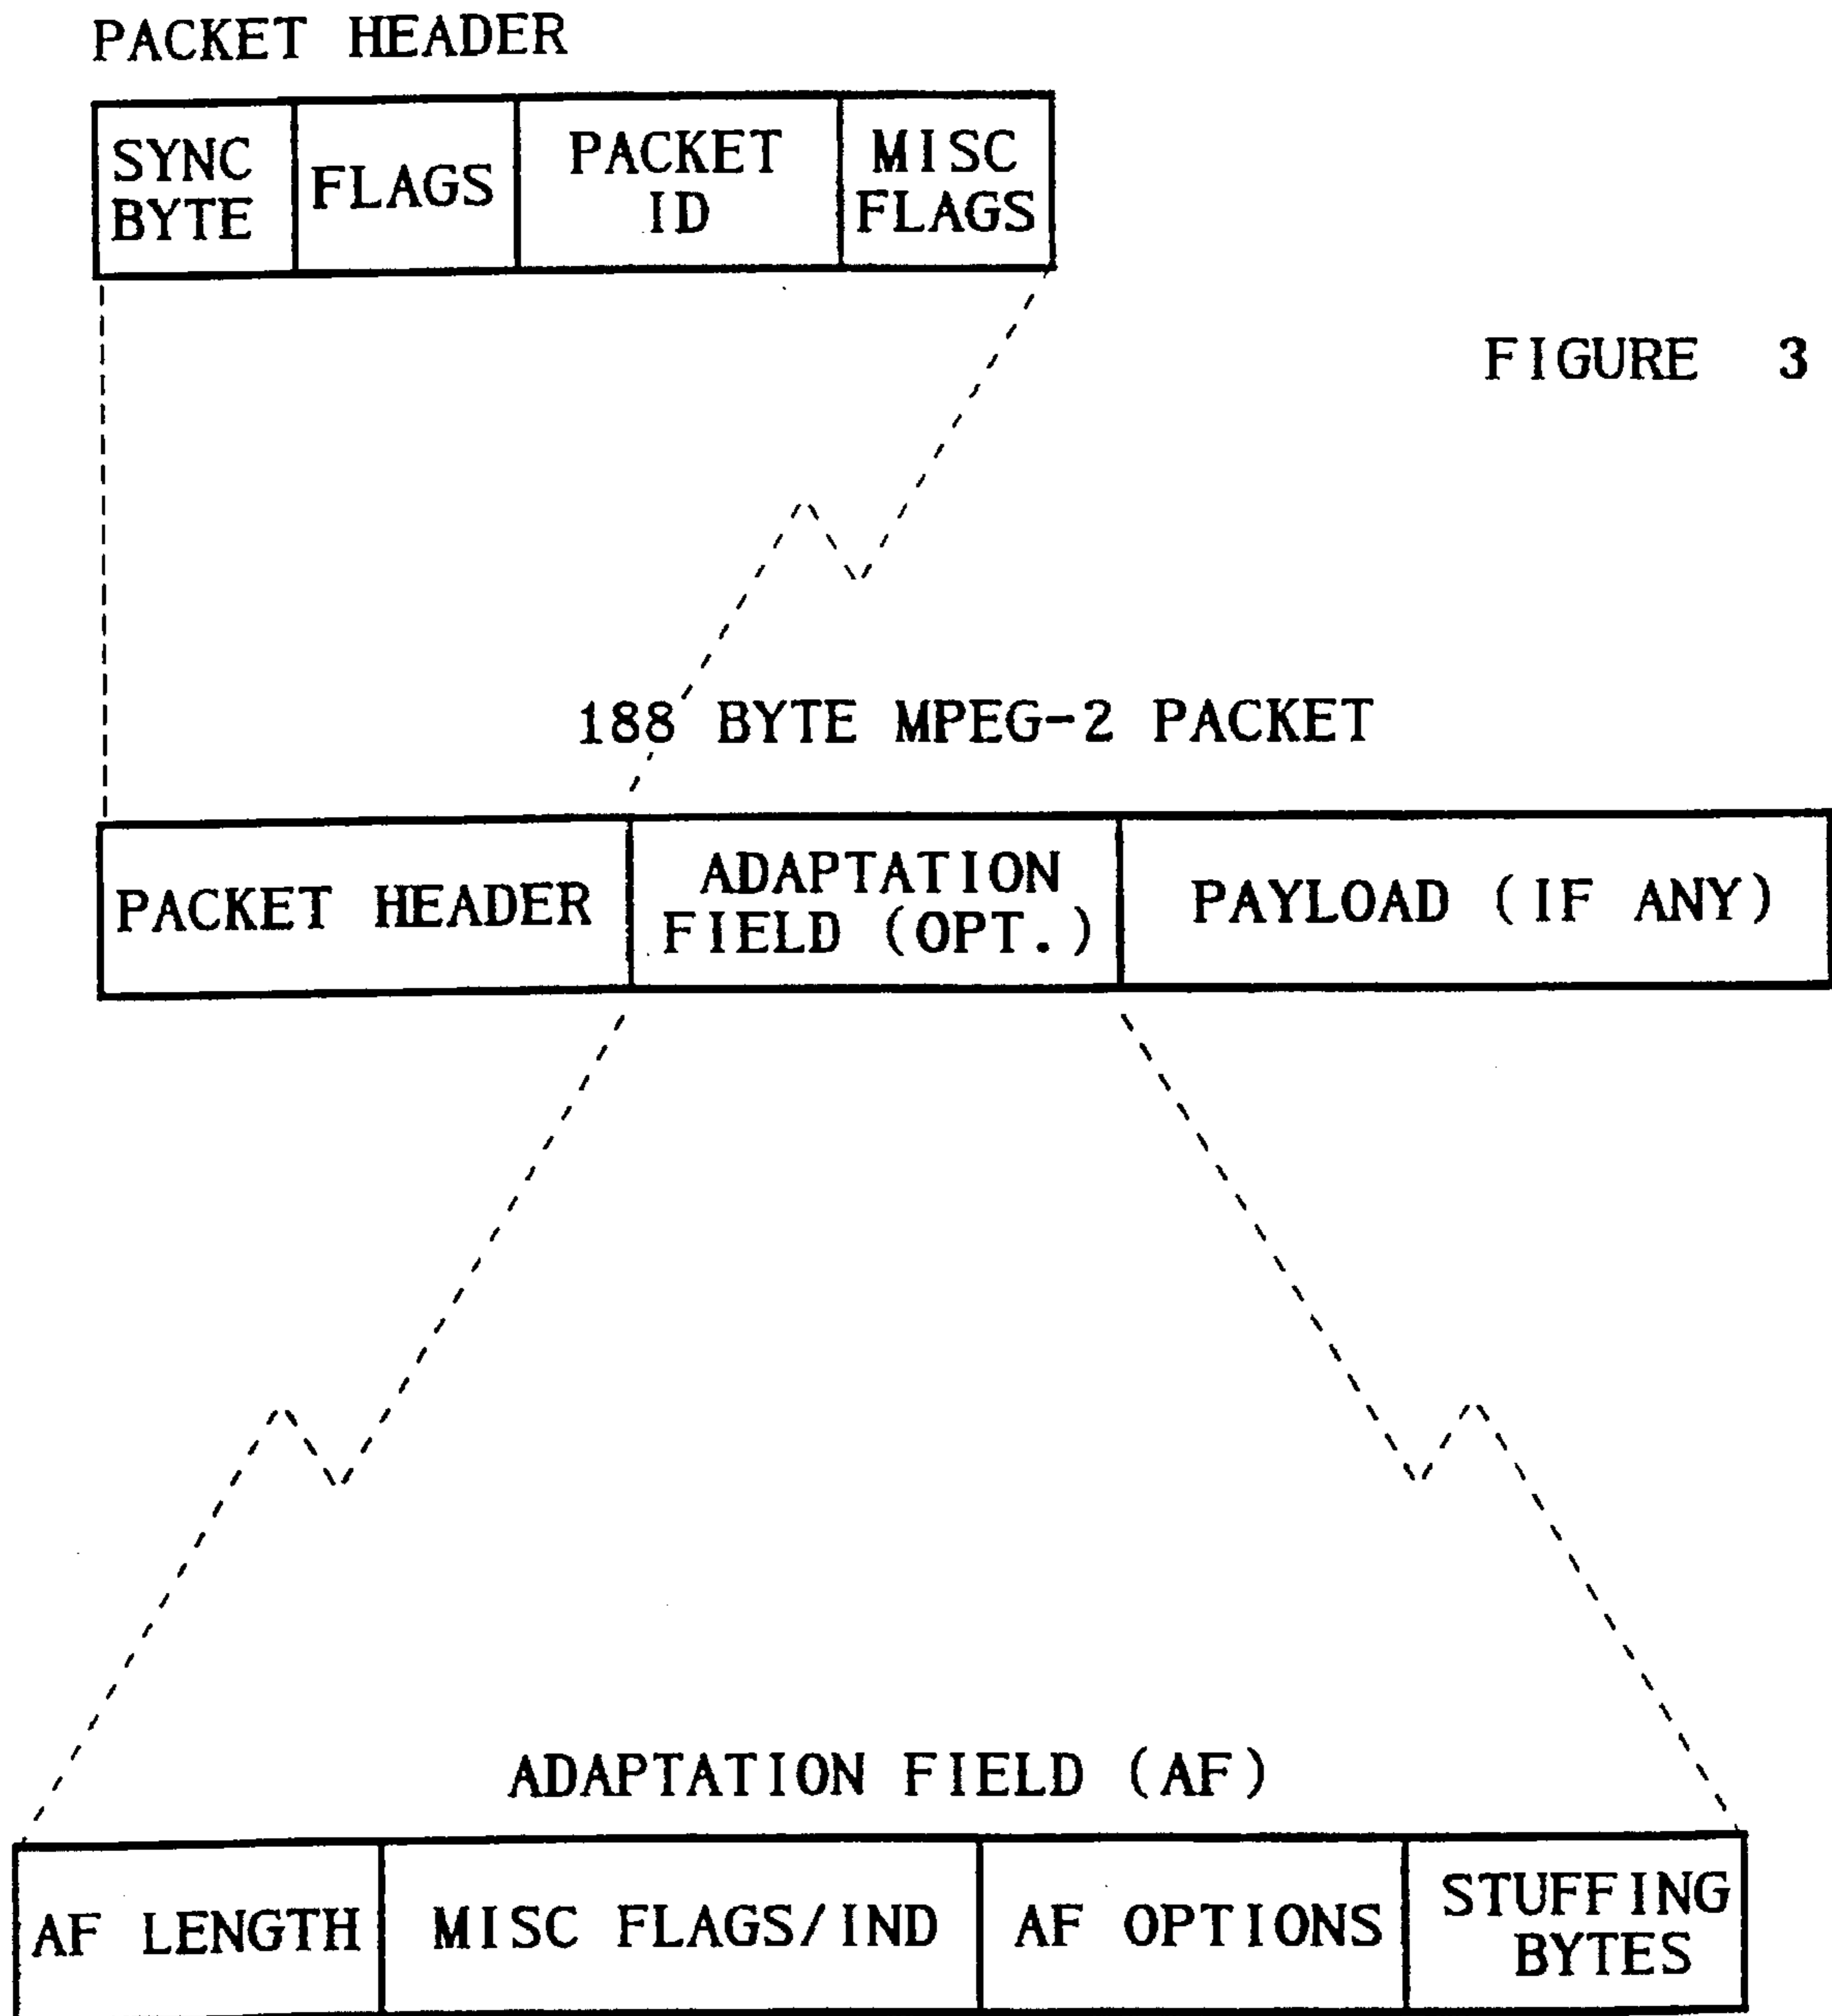 PACKET HEADER
SYNC
BYTE
FLAGS
PACKET
ID
MISC
FLAGS
FIGURE 3
188 BYTE MPEG-2 PACKET
PACKET HEADER
ADAPTATION
FIELD (OPT.)
PAYLOAD (IF ANY)
ADAPTATION FIELD (AF)
AF LENGTH
MISC FLAGS/IND
AF OPTIONS
STUFFING
BYTES